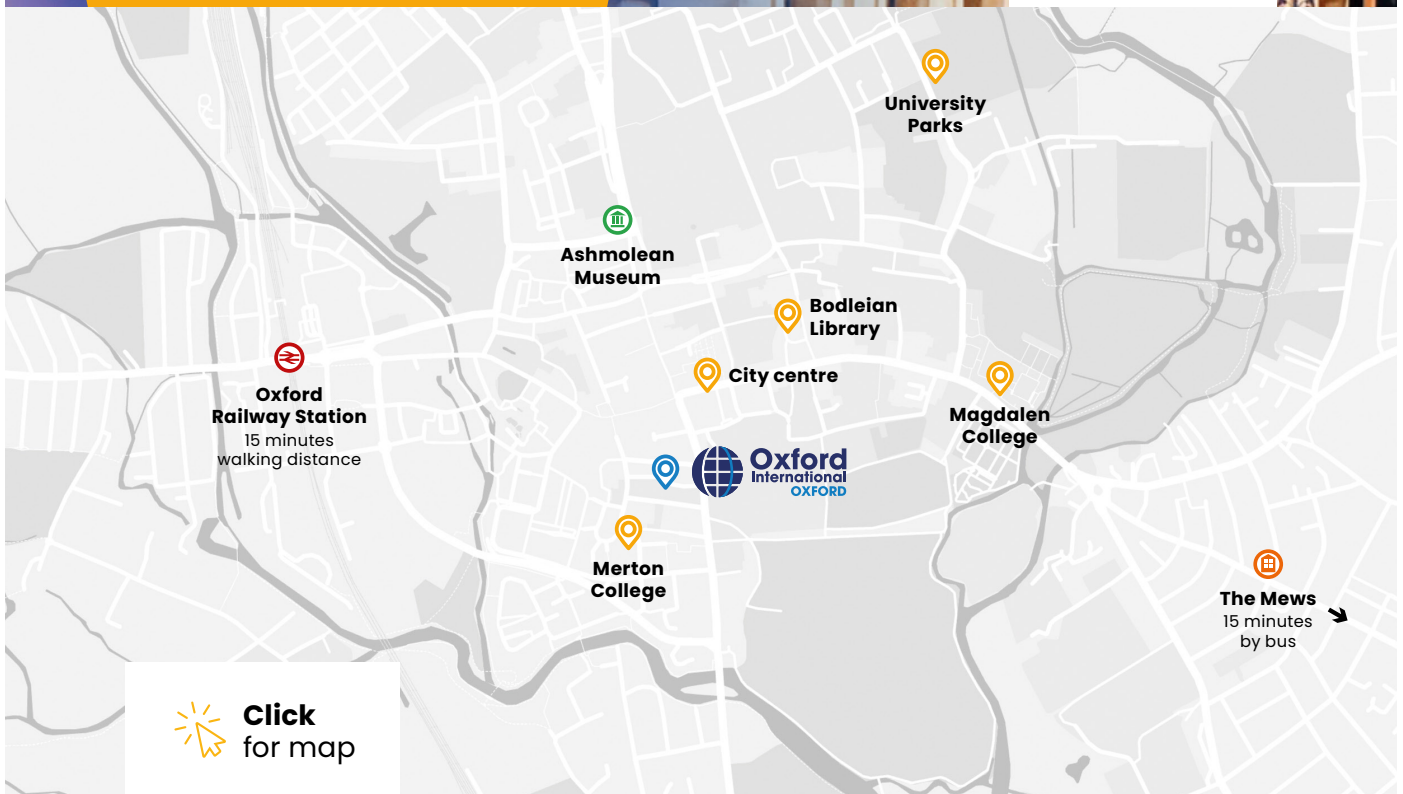 University
Parks
Ashmolean
Museum
Bodleian
Library
City centre
Oxford
Railway Station
15 minutes
walking distance
Magdalen
College
Oxford
International
OXFORD
Merton
College
The Mews
15 minutes
by bus
Click
for map